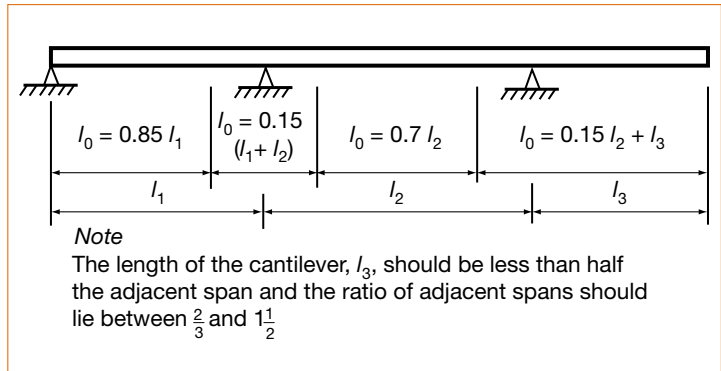 l₀ = 0.85 l₁
l₀ = 0.15
(l₁+ l₂)
l₀ = 0.7 l₂
l₀ = 0.15 l₂ + l₃
l₁
l₂
l₃
Note
The length of the cantilever, l₃, should be less than half
the adjacent span and the ratio of adjacent spans should
lie between 2/3 and 1 1/2